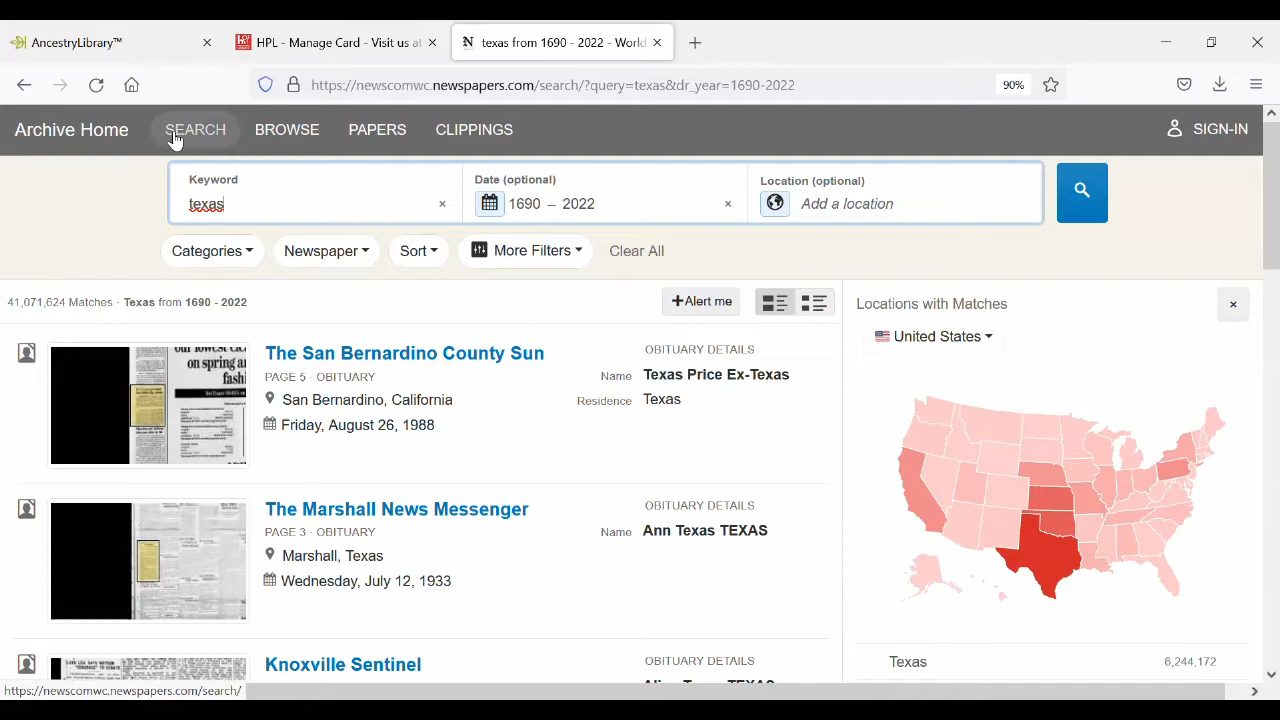 AncestryLibrary™
HPL - Manage Card - Visit us at
texas from 1690 - 2022 - World
https://newscomwc.newspapers.com/search/?query=texas&dr_year=1690-2022
90%
Archive Home
SEARCH
BROWSE
PAPERS
CLIPPINGS
SIGN-IN
Keyword
texas
Date (optional)
1690 – 2022
Location (optional)
Add a location
Categories
Newspaper
Sort
More Filters
Clear All
41,071,624 Matches · Texas from 1690 - 2022
+Alert me
Locations with Matches
United States
The San Bernardino County Sun
PAGE 5 · OBITUARY
San Bernardino, California
Friday, August 26, 1988
OBITUARY DETAILS
Name Texas Price Ex-Texas
Residence Texas
on spring ar
fashi
The Marshall News Messenger
PAGE 3 · OBITUARY
Marshall, Texas
Wednesday, July 12, 1933
OBITUARY DETAILS
Name Ann Texas TEXAS
Knoxville Sentinel
OBITUARY DETAILS
Texas 6,244,172
https://newscomwc.newspapers.com/search/